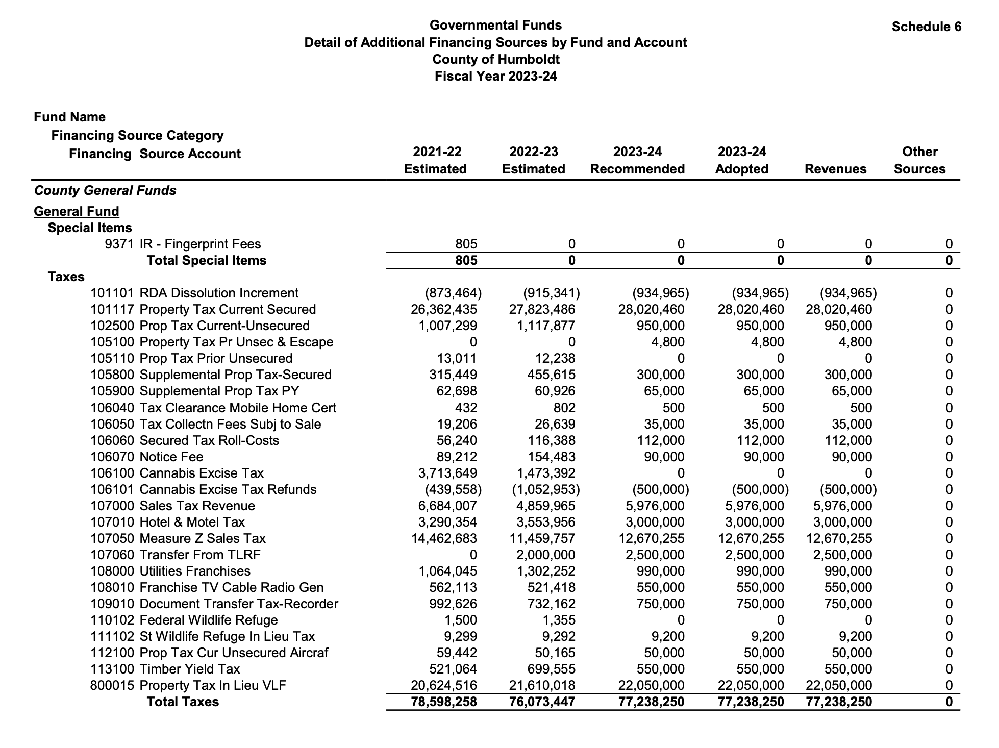 Governmental Funds
Schedule 6
Detail of Additional Financing Sources by Fund and Account
County of Humboldt
Fiscal Year 2023-24
Fund Name
Financing Source Category
Financing Source Account
2021-22 2022-23 2023-24 2023-24 Other
Estimated Estimated Recommended Adopted Revenues Sources
County General Funds
General Fund
Special Items
9371 IR - Fingerprint Fees 805 0 0 0 0 0
Total Special Items 805 0 0 0 0 0
Taxes
101101 RDA Dissolution Increment (873,464) (915,341) (934,965) (934,965) (934,965) 0
101117 Property Tax Current Secured 26,362,435 27,823,486 28,020,460 28,020,460 28,020,460 0
102500 Prop Tax Current-Unsecured 1,007,299 1,117,877 950,000 950,000 950,000 0
105100 Property Tax Pr Unsec & Escape 0 0 4,800 4,800 4,800 0
105110 Prop Tax Prior Unsecured 13,011 12,238 0 0 0 0
105800 Supplemental Prop Tax-Secured 315,449 455,615 300,000 300,000 300,000 0
105900 Supplemental Prop Tax PY 62,698 60,926 65,000 65,000 65,000 0
106040 Tax Clearance Mobile Home Cert 432 802 500 500 500 0
106050 Tax Collectn Fees Subj to Sale 19,206 26,639 35,000 35,000 35,000 0
106060 Secured Tax Roll-Costs 56,240 116,388 112,000 112,000 112,000 0
106070 Notice Fee 89,212 154,483 90,000 90,000 90,000 0
106100 Cannabis Excise Tax 3,713,649 1,473,392 0 0 0 0
106101 Cannabis Excise Tax Refunds (439,558) (1,052,953) (500,000) (500,000) (500,000) 0
107000 Sales Tax Revenue 6,684,007 4,859,965 5,976,000 5,976,000 5,976,000 0
107010 Hotel & Motel Tax 3,290,354 3,553,956 3,000,000 3,000,000 3,000,000 0
107050 Measure Z Sales Tax 14,462,683 11,459,757 12,670,255 12,670,255 12,670,255 0
107060 Transfer From TLRF 0 2,000,000 2,500,000 2,500,000 2,500,000 0
108000 Utilities Franchises 1,064,045 1,302,252 990,000 990,000 990,000 0
108010 Franchise TV Cable Radio Gen 562,113 521,418 550,000 550,000 550,000 0
109010 Document Transfer Tax-Recorder 992,626 732,162 750,000 750,000 750,000 0
110102 Federal Wildlife Refuge 1,500 1,355 0 0 0 0
111102 St Wildlife Refuge In Lieu Tax 9,299 9,292 9,200 9,200 9,200 0
112100 Prop Tax Cur Unsecured Aircraf 59,442 50,165 50,000 50,000 50,000 0
113100 Timber Yield Tax 521,064 699,555 550,000 550,000 550,000 0
800015 Property Tax In Lieu VLF 20,624,516 21,610,018 22,050,000 22,050,000 22,050,000 0
Total Taxes 78,598,258 76,073,447 77,238,250 77,238,250 77,238,250 0